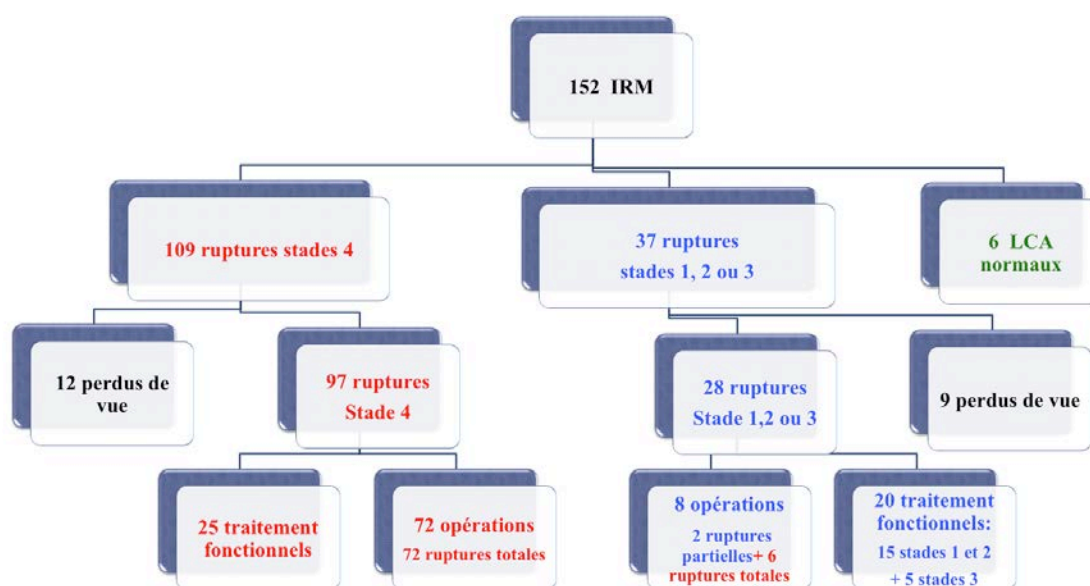 152 IRM
109 ruptures stades 4
37 ruptures
stades 1, 2 ou 3
6 LCA
normaux
12 perdus de
vue
97 ruptures
Stade 4
28 ruptures
Stade 1,2 ou 3
9 perdus de vue
25 traitement
fonctionnels
72 opérations
72 ruptures totales
8 opérations
2 ruptures
partielles+ 6
ruptures totales
20 traitement
fonctionnels:
15 stades 1 et 2
+ 5 stades 3